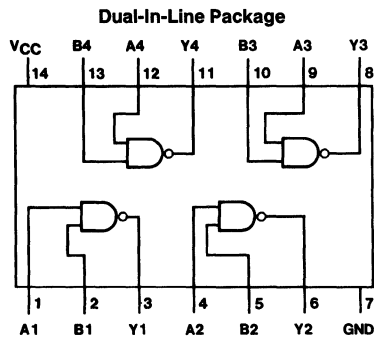 Dual-In-Line Package
VCC B4 A4 Y4 B3 A3 Y3
14 13 12 11 10 9 8
1 2 3 4 5 6 7
A1 B1 Y1 A2 B2 Y2 GND